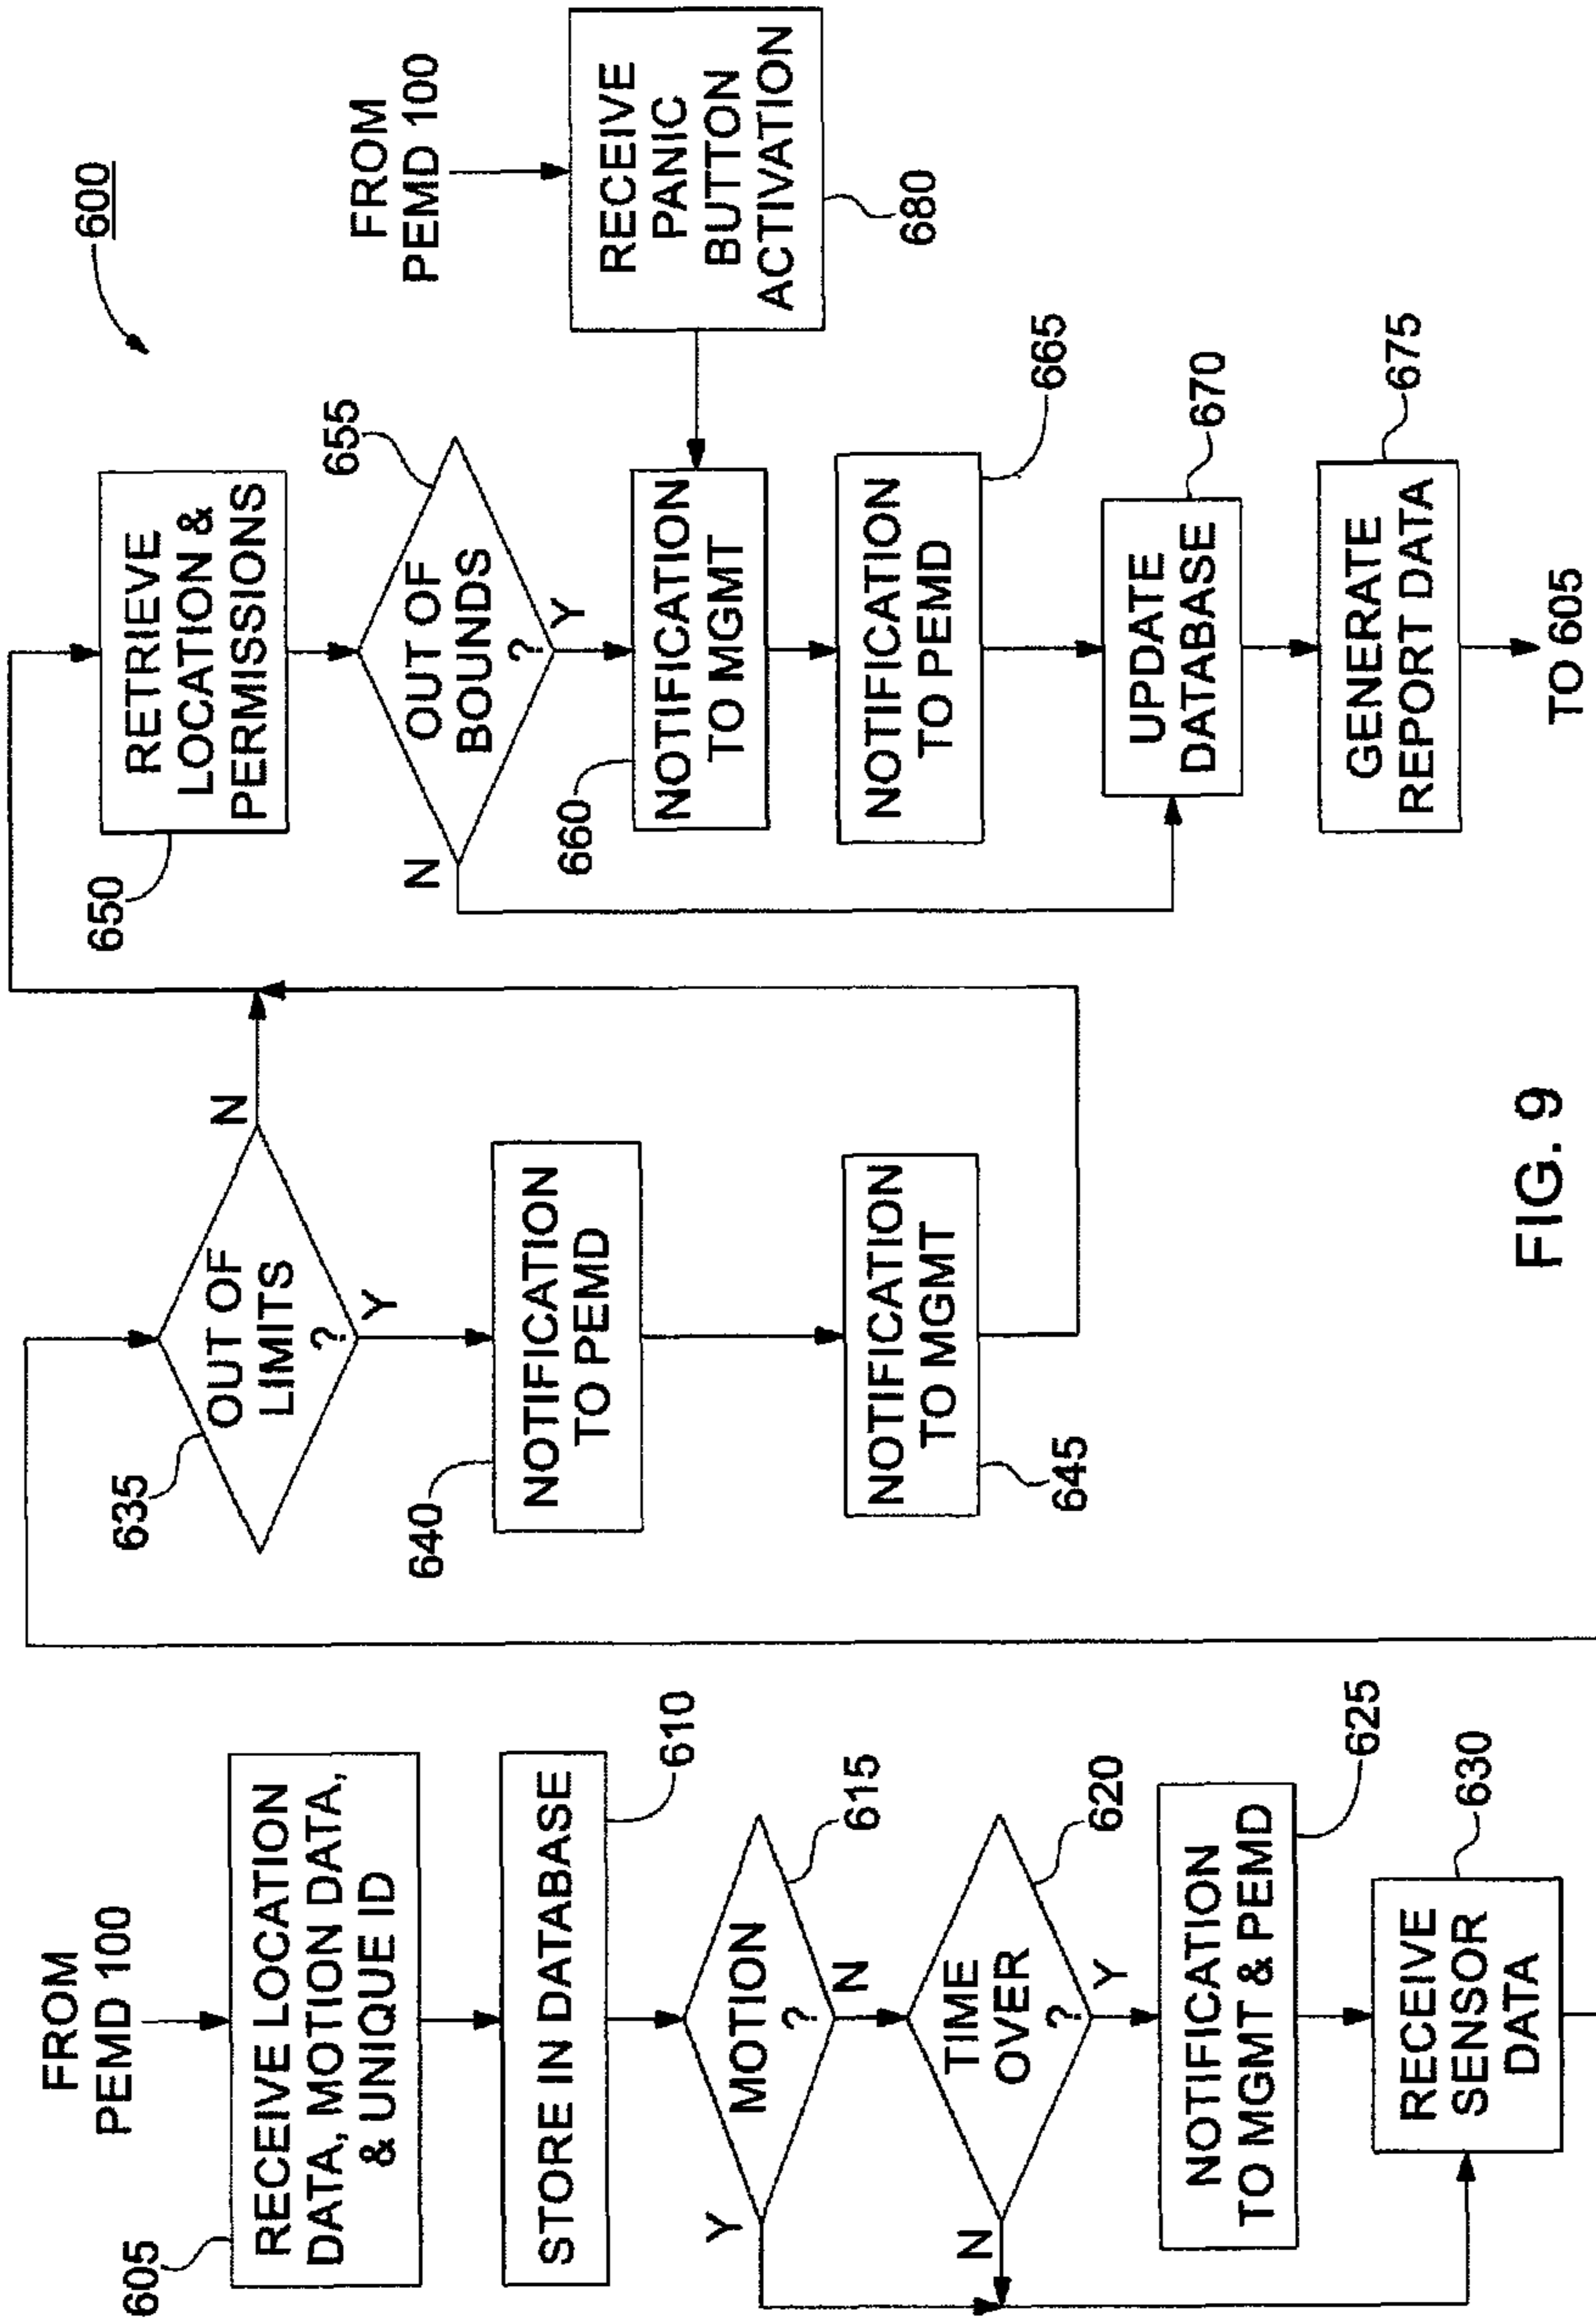 600
FROM
PEMD 100
605
RECEIVE LOCATION
DATA, MOTION DATA,
& UNIQUE ID
STORE IN DATABASE
610
MOTION
?
615
Y
N
TIME
OVER
?
620
N
Y
NOTIFICATION
TO MGMT & PEMD
625
RECEIVE
SENSOR
DATA
630
635
OUT OF
LIMITS
?
N
Y
640
NOTIFICATION
TO PEMD
NOTIFICATION
TO MGMT
645
650
RETRIEVE
LOCATION &
PERMISSIONS
OUT OF
BOUNDS
?
655
N
Y
660
NOTIFICATION
TO MGMT
NOTIFICATION
TO PEMD
665
UPDATE
DATABASE
670
GENERATE
REPORT DATA
675
TO 605
FROM
PEMD 100
RECEIVE
PANIC
BUTTON
ACTIVATION
680
FIG. 9